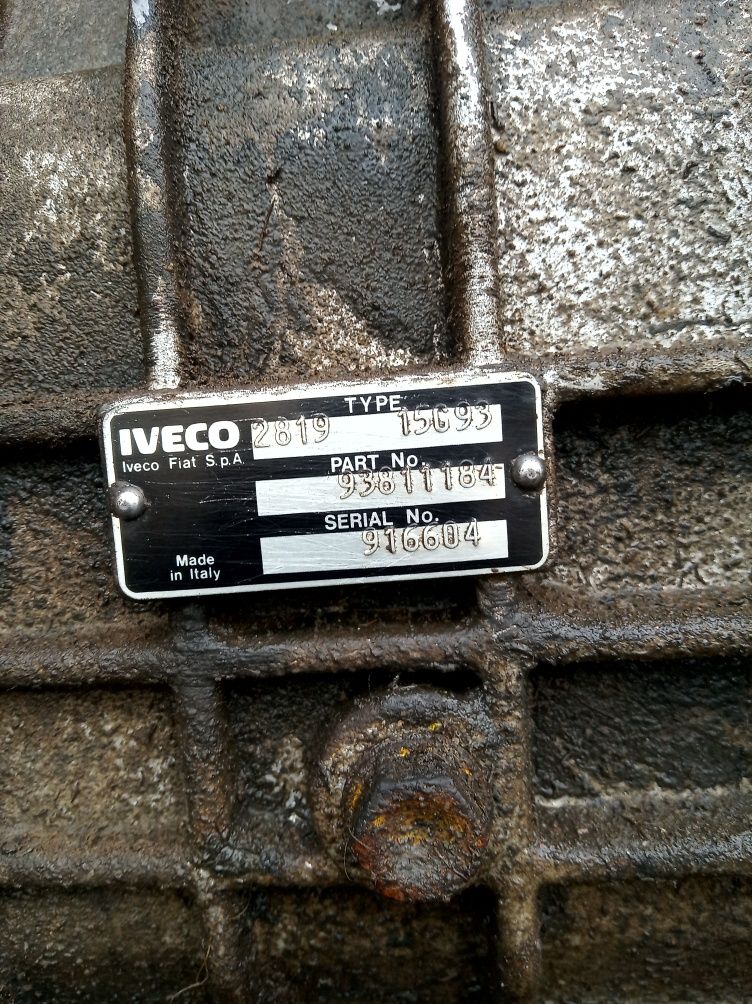 TYPE
IVECO 2819 15G93
Iveco Fiat S.p.A.
PART No.
93811184
SERIAL No.
916604
Made
in Italy